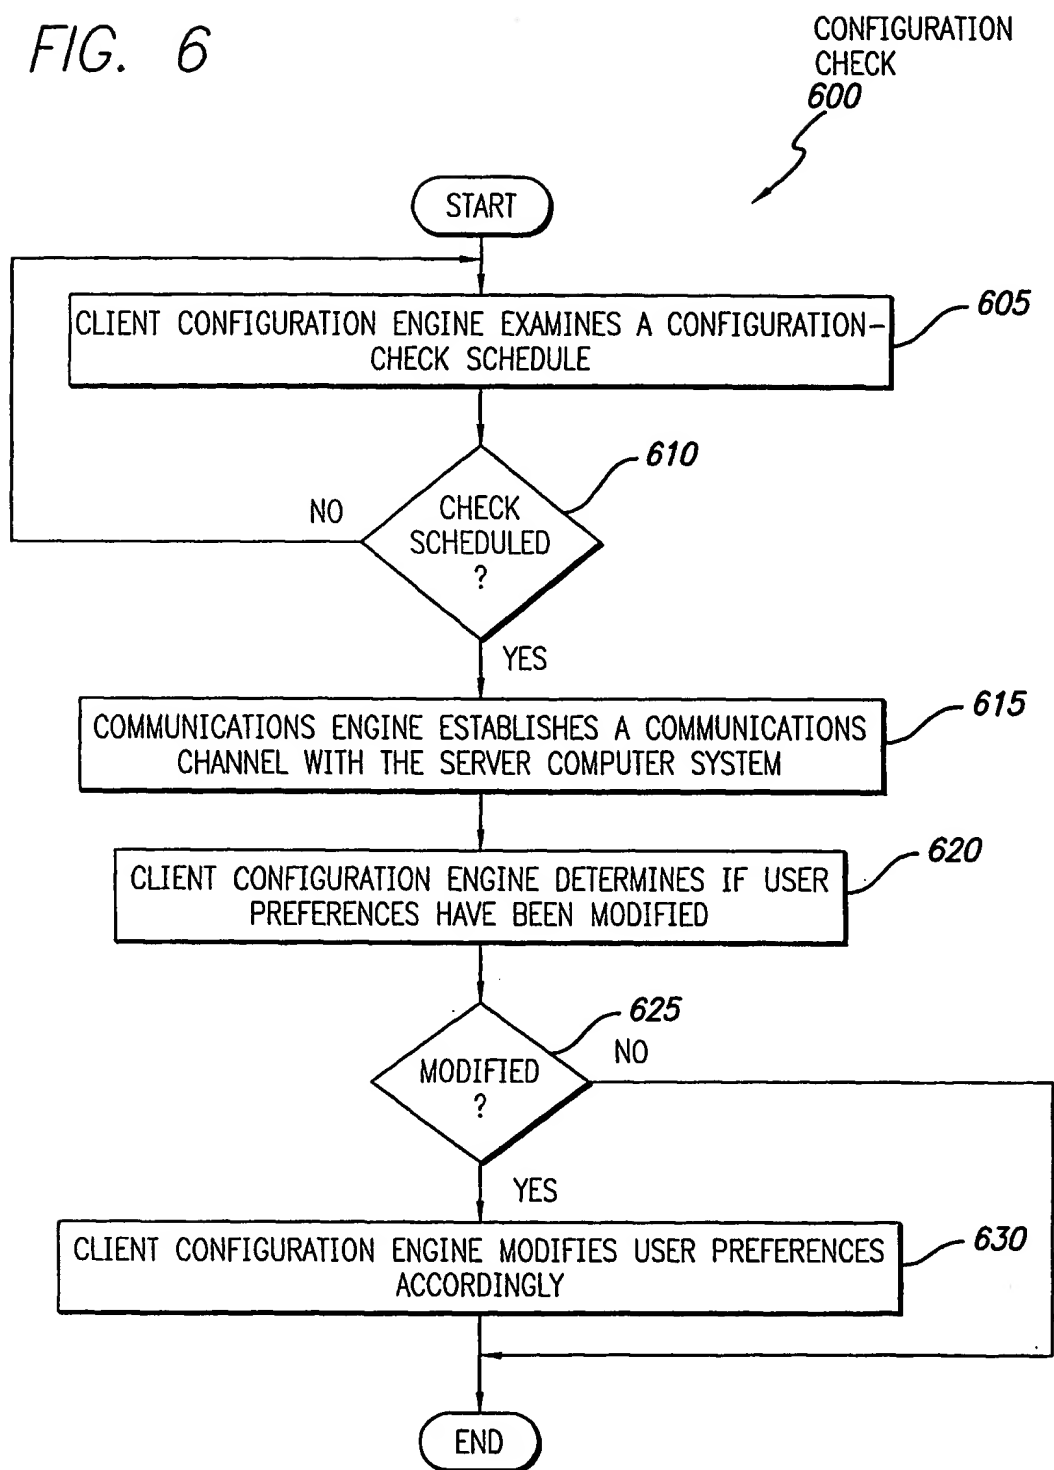 FIG. 6
CONFIGURATION
CHECK
600
START
CLIENT CONFIGURATION ENGINE EXAMINES A CONFIGURATION-
CHECK SCHEDULE
605
610
CHECK
SCHEDULED
?
NO
YES
COMMUNICATIONS ENGINE ESTABLISHES A COMMUNICATIONS
CHANNEL WITH THE SERVER COMPUTER SYSTEM
615
CLIENT CONFIGURATION ENGINE DETERMINES IF USER
PREFERENCES HAVE BEEN MODIFIED
620
625
MODIFIED
?
NO
YES
CLIENT CONFIGURATION ENGINE MODIFIES USER PREFERENCES
ACCORDINGLY
630
END